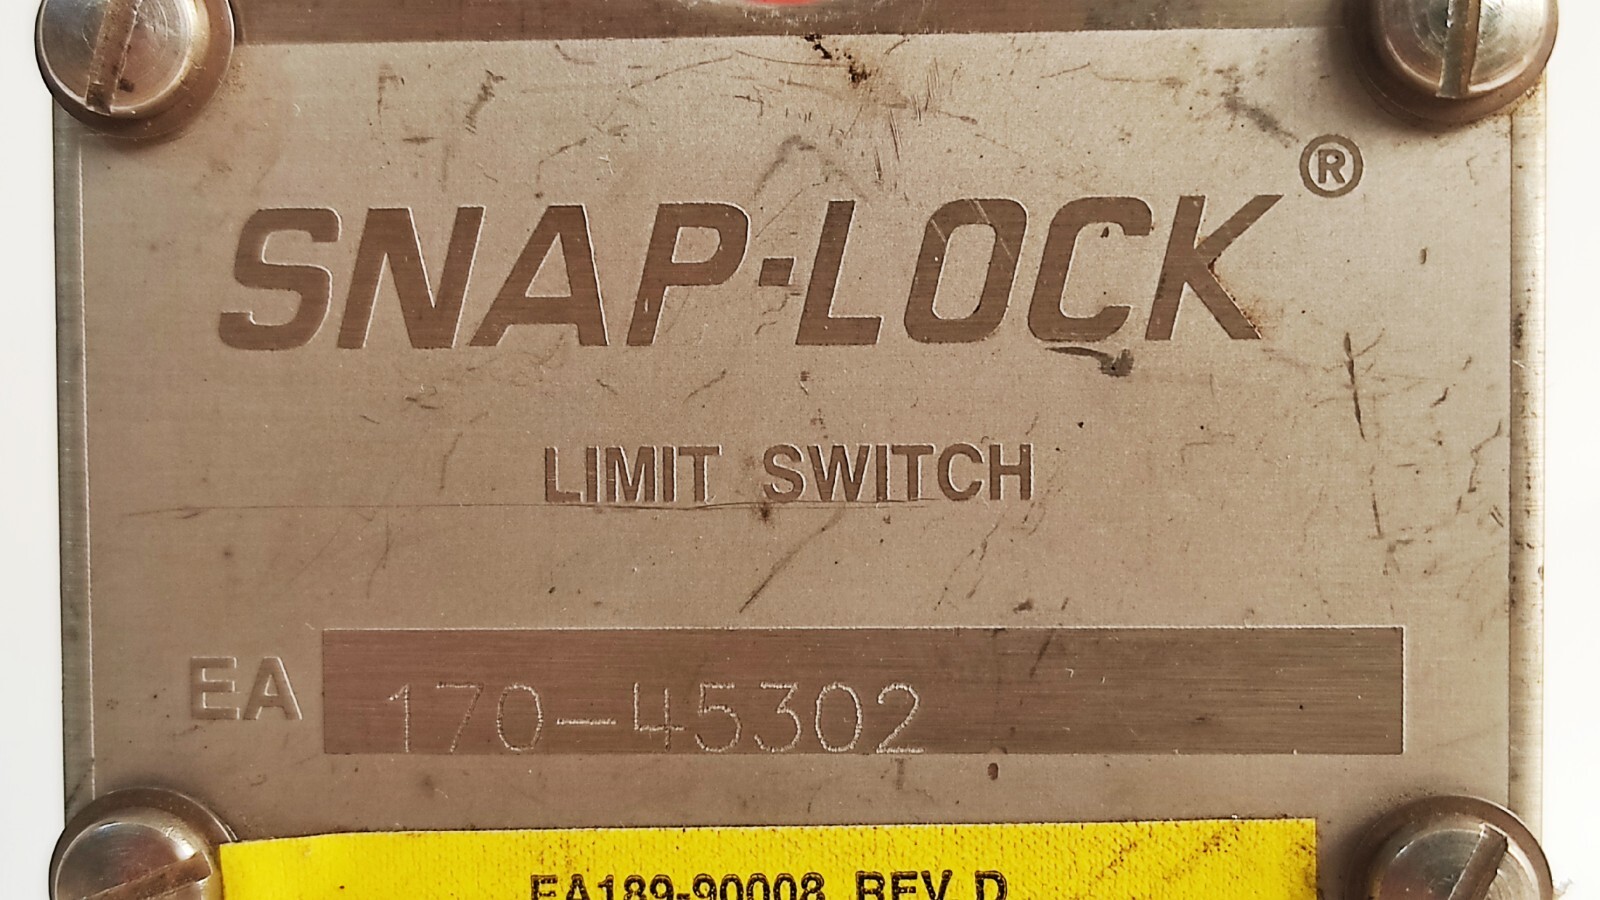 SNAP-LOCK®
LIMIT SWITCH
EA 170-45302
EA189-90008 REV. D